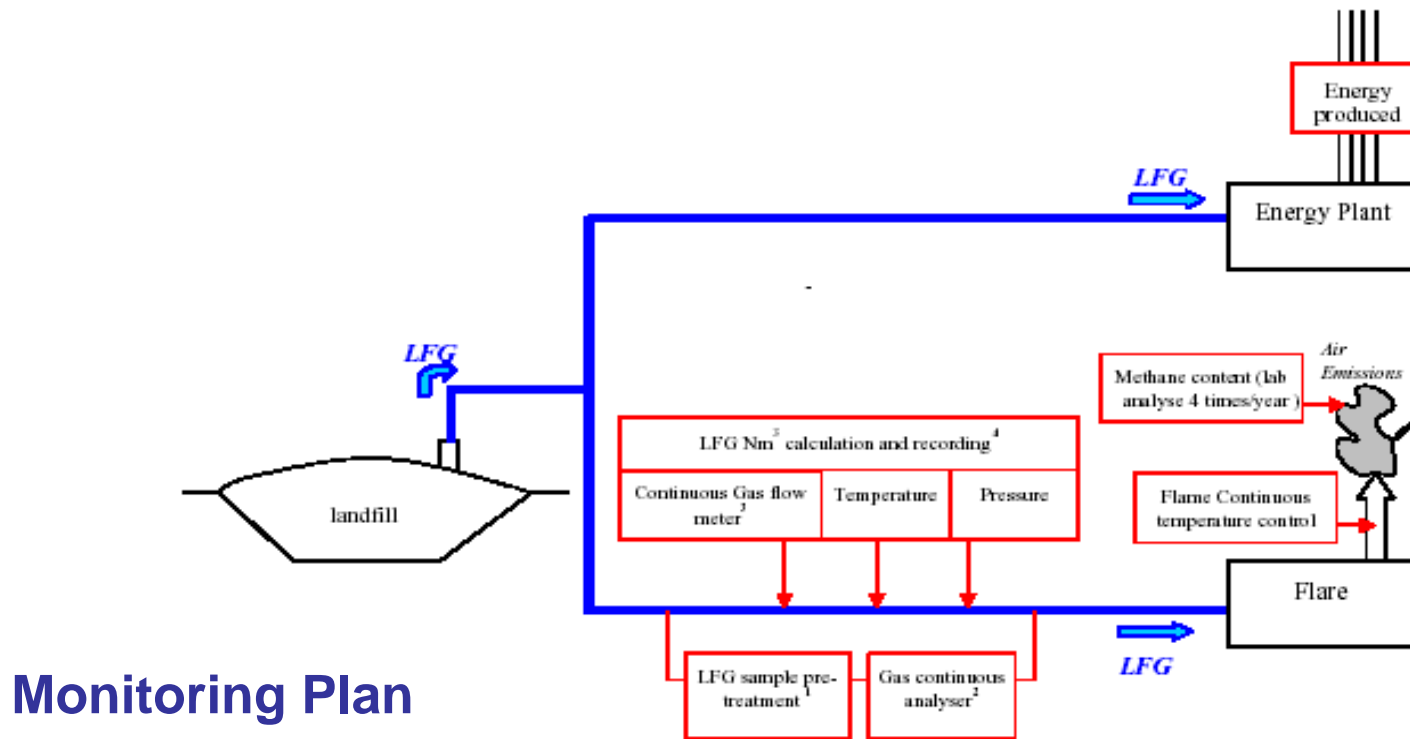 Energy
produced
LFG
Energy Plant
LFG
Air
Emissions
Methane content (lab
analyse 4 times/year )
LFG Nm³ calculation and recording⁴
Continuous Gas flow
meter³
Temperature
Pressure
Flame Continuous
temperature control
landfill
Flare
LFG
LFG sample pre-
treatment¹
Gas continuous
analyser²
Monitoring Plan